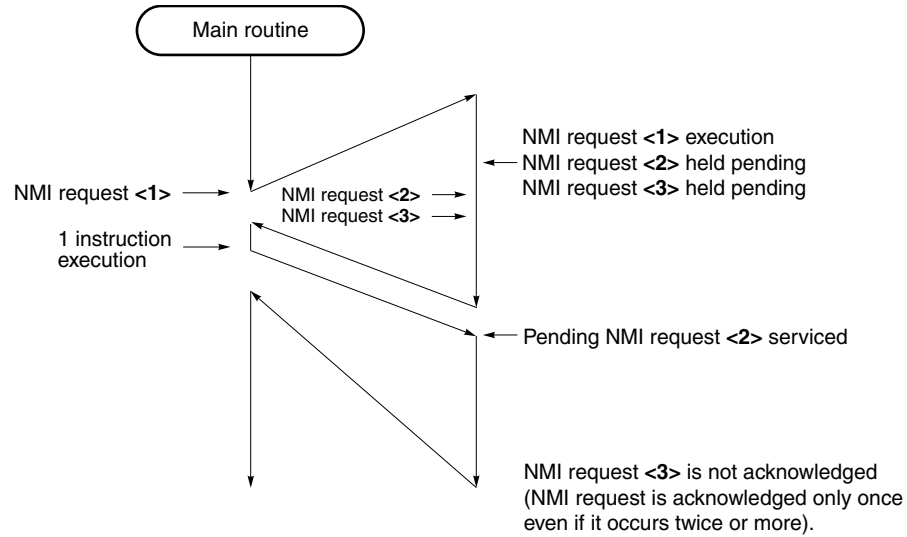 Main routine
NMI request <1> execution
NMI request <2> held pending
NMI request <3> held pending
NMI request <1>
NMI request <2>
NMI request <3>
1 instruction
execution
Pending NMI request <2> serviced
NMI request <3> is not acknowledged
(NMI request is acknowledged only once
even if it occurs twice or more).